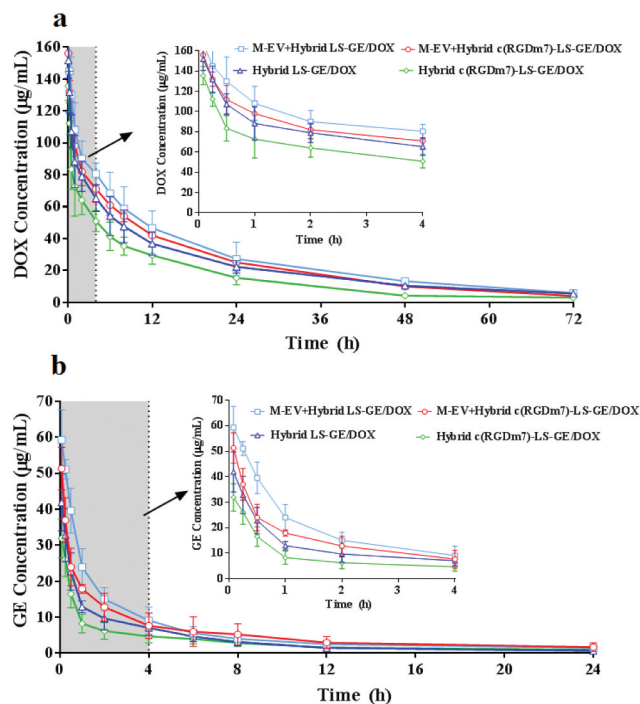 a
M-EV+Hybrid LS-GE/DOX
M-EV+Hybrid c(RGDm7)-LS-GE/DOX
Hybrid LS-GE/DOX
Hybrid c(RGDm7)-LS-GE/DOX
DOX Concentration (μg/mL)
160
140
120
100
80
60
40
20
0
DOX Concentration (μg/mL)
160
140
120
100
80
60
40
20
0
0 1 2 3 4
Time (h)
0 12 24 36 48 60 72
Time (h)
b
M-EV+Hybrid LS-GE/DOX
M-EV+Hybrid c(RGDm7)-LS-GE/DOX
Hybrid LS-GE/DOX
Hybrid c(RGDm7)-LS-GE/DOX
GE Concentration (μg/mL)
70
60
50
40
30
20
10
0
GE Concentration (μg/mL)
70
60
50
40
30
20
10
0
0 1 2 3 4
Time (h)
0 4 8 12 16 20 24
Time (h)